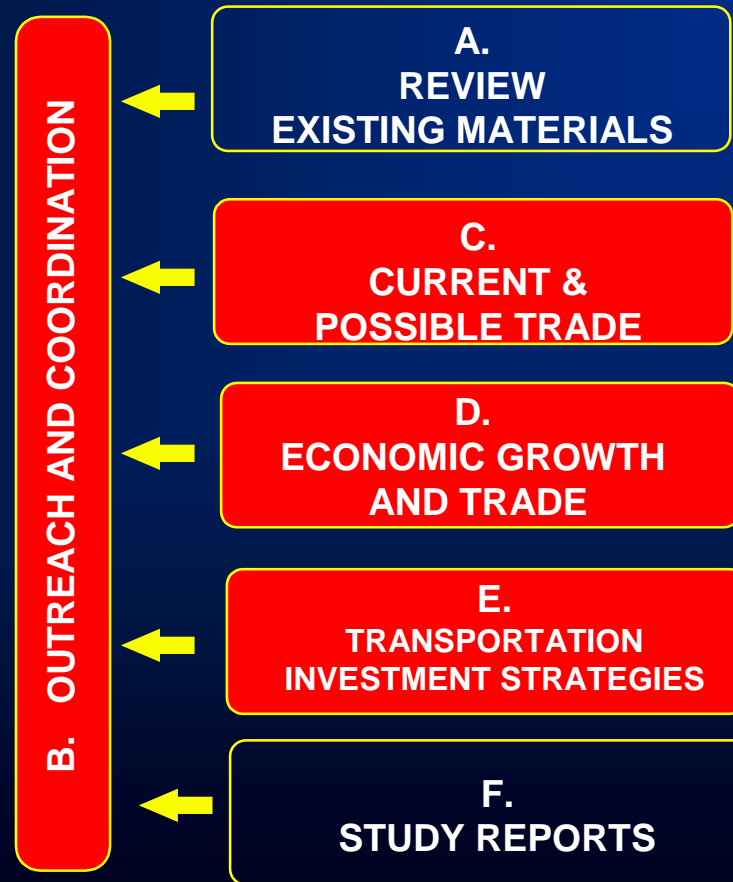 B. OUTREACH AND COORDINATION
A.
REVIEW
EXISTING MATERIALS
C.
CURRENT &
POSSIBLE TRADE
D.
ECONOMIC GROWTH
AND TRADE
E.
TRANSPORTATION
INVESTMENT STRATEGIES
F.
STUDY REPORTS